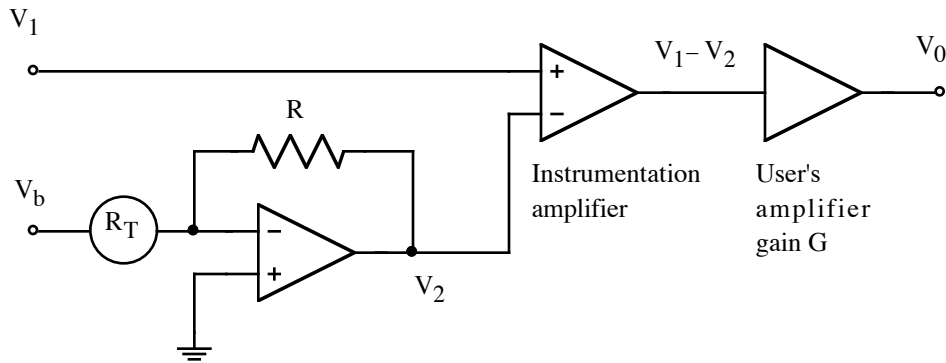 V1
V1 – V2
V0
+
–
R
Instrumentation
amplifier
User's
amplifier
gain G
Vb
RT
–
+
V2